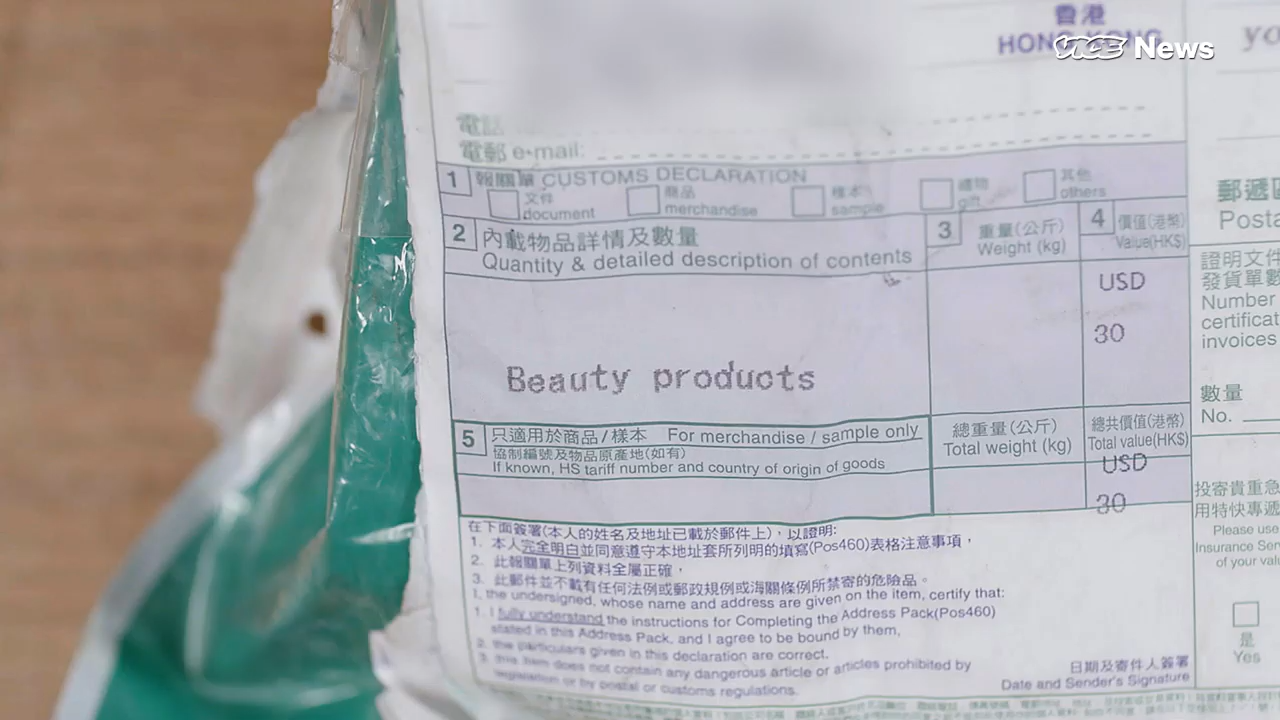 香港
HONG KONG
VICE News
yo
電話
電郵 e-mail:
1 報關單 CUSTOMS DECLARATION
文件 document
商品 merchandise
樣本 sample
禮物 gift
其他 others
2 內載物品詳情及數量
Quantity & detailed description of contents
3 重量(公斤)
Weight (kg)
4 價值(港幣)
Value(HK$)
Beauty products
USD
30
5 只適用於商品/樣本 For merchandise / sample only
協制編號及物品原產地(如有)
If known, HS tariff number and country of origin of goods
總重量(公斤)
Total weight (kg)
總共價值(港幣)
Total value(HK$)
USD
30
在下面簽署(本人的姓名及地址已載於郵件上), 以證明:
1. 本人完全明白並同意遵守本地址套所列明的填寫(Pos460)表格注意事項,
2. 此報關單上列資料全屬正確,
3. 此郵件並不載有任何法例或郵政規例或海關條例所禁寄的危險品。
I, the undersigned, whose name and address are given on the item, certify that:
1. I fully understand the instructions for Completing the Address Pack(Pos460)
stated in this Address Pack, and I agree to be bound by them,
2. the particulars given in this declaration are correct.
3. this item does not contain any dangerous article or articles prohibited by
legislation or by postal or customs regulations.
日期及寄件人簽署
Date and Sender's Signature
郵遞
Posta
證明文件
發貨單數
Number
certificat
invoices
數量
No.
投寄貴重急
用特快專遞
Please use
Insurance Ser
of your valu
是
Yes